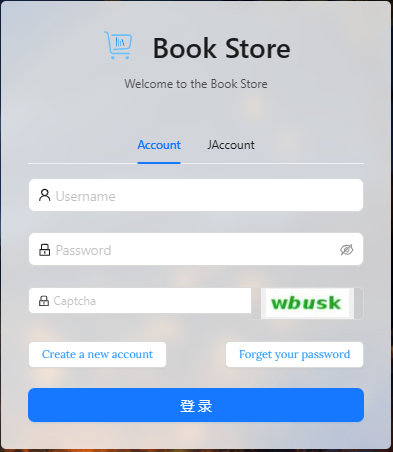 Book Store
Welcome to the Book Store
Account JAccount
Username
Password
Captcha wbusk
Create a new account Forget your password
登录